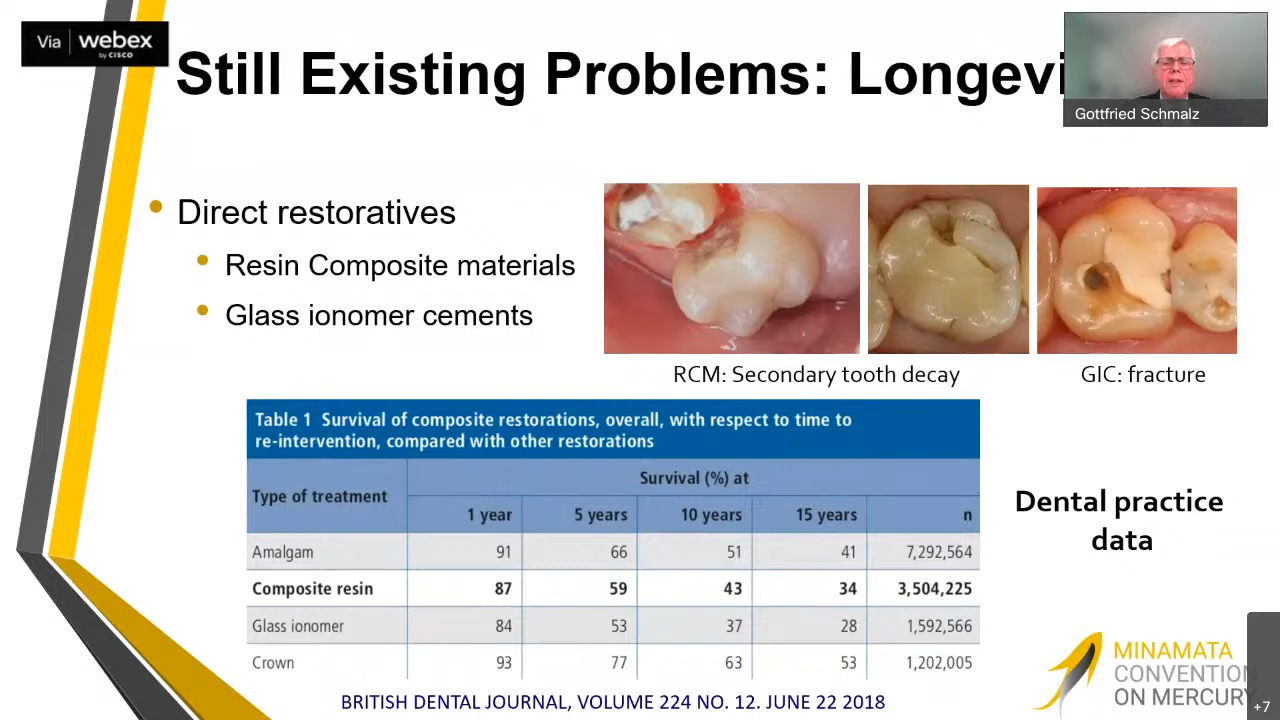 Via webex
by CISCO
Still Existing Problems: Longevi
Gottfried Schmalz
Direct restoratives
Resin Composite materials
Glass ionomer cements
RCM: Secondary tooth decay
GIC: fracture
Table 1 Survival of composite restorations, overall, with respect to time to
re-intervention, compared with other restorations
Type of treatment
Survival (%) at
1 year 5 years 10 years 15 years n
Amalgam 91 66 51 41 7,292,564
Composite resin 87 59 43 34 3,504,225
Glass ionomer 84 53 37 28 1,592,566
Crown 93 77 63 53 1,202,005
Dental practice
data
BRITISH DENTAL JOURNAL, VOLUME 224 NO. 12. JUNE 22 2018
MINAMATA
CONVENTION
ON MERCURY
+7